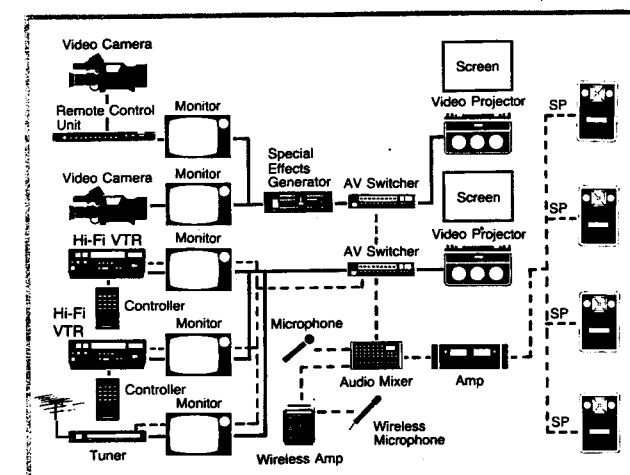 Video Camera
Remote Control
Unit
Monitor
Screen
Video Projector
SP
Special
Effects
Generator
AV Switcher
Video Camera
Monitor
Screen
Video Projector
SP
Hi-Fi VTR
Monitor
AV Switcher
Controller
Hi-Fi
VTR
Monitor
Microphone
Audio Mixer
Amp
SP
Controller
Monitor
Tuner
Wireless Amp
Wireless
Microphone
SP